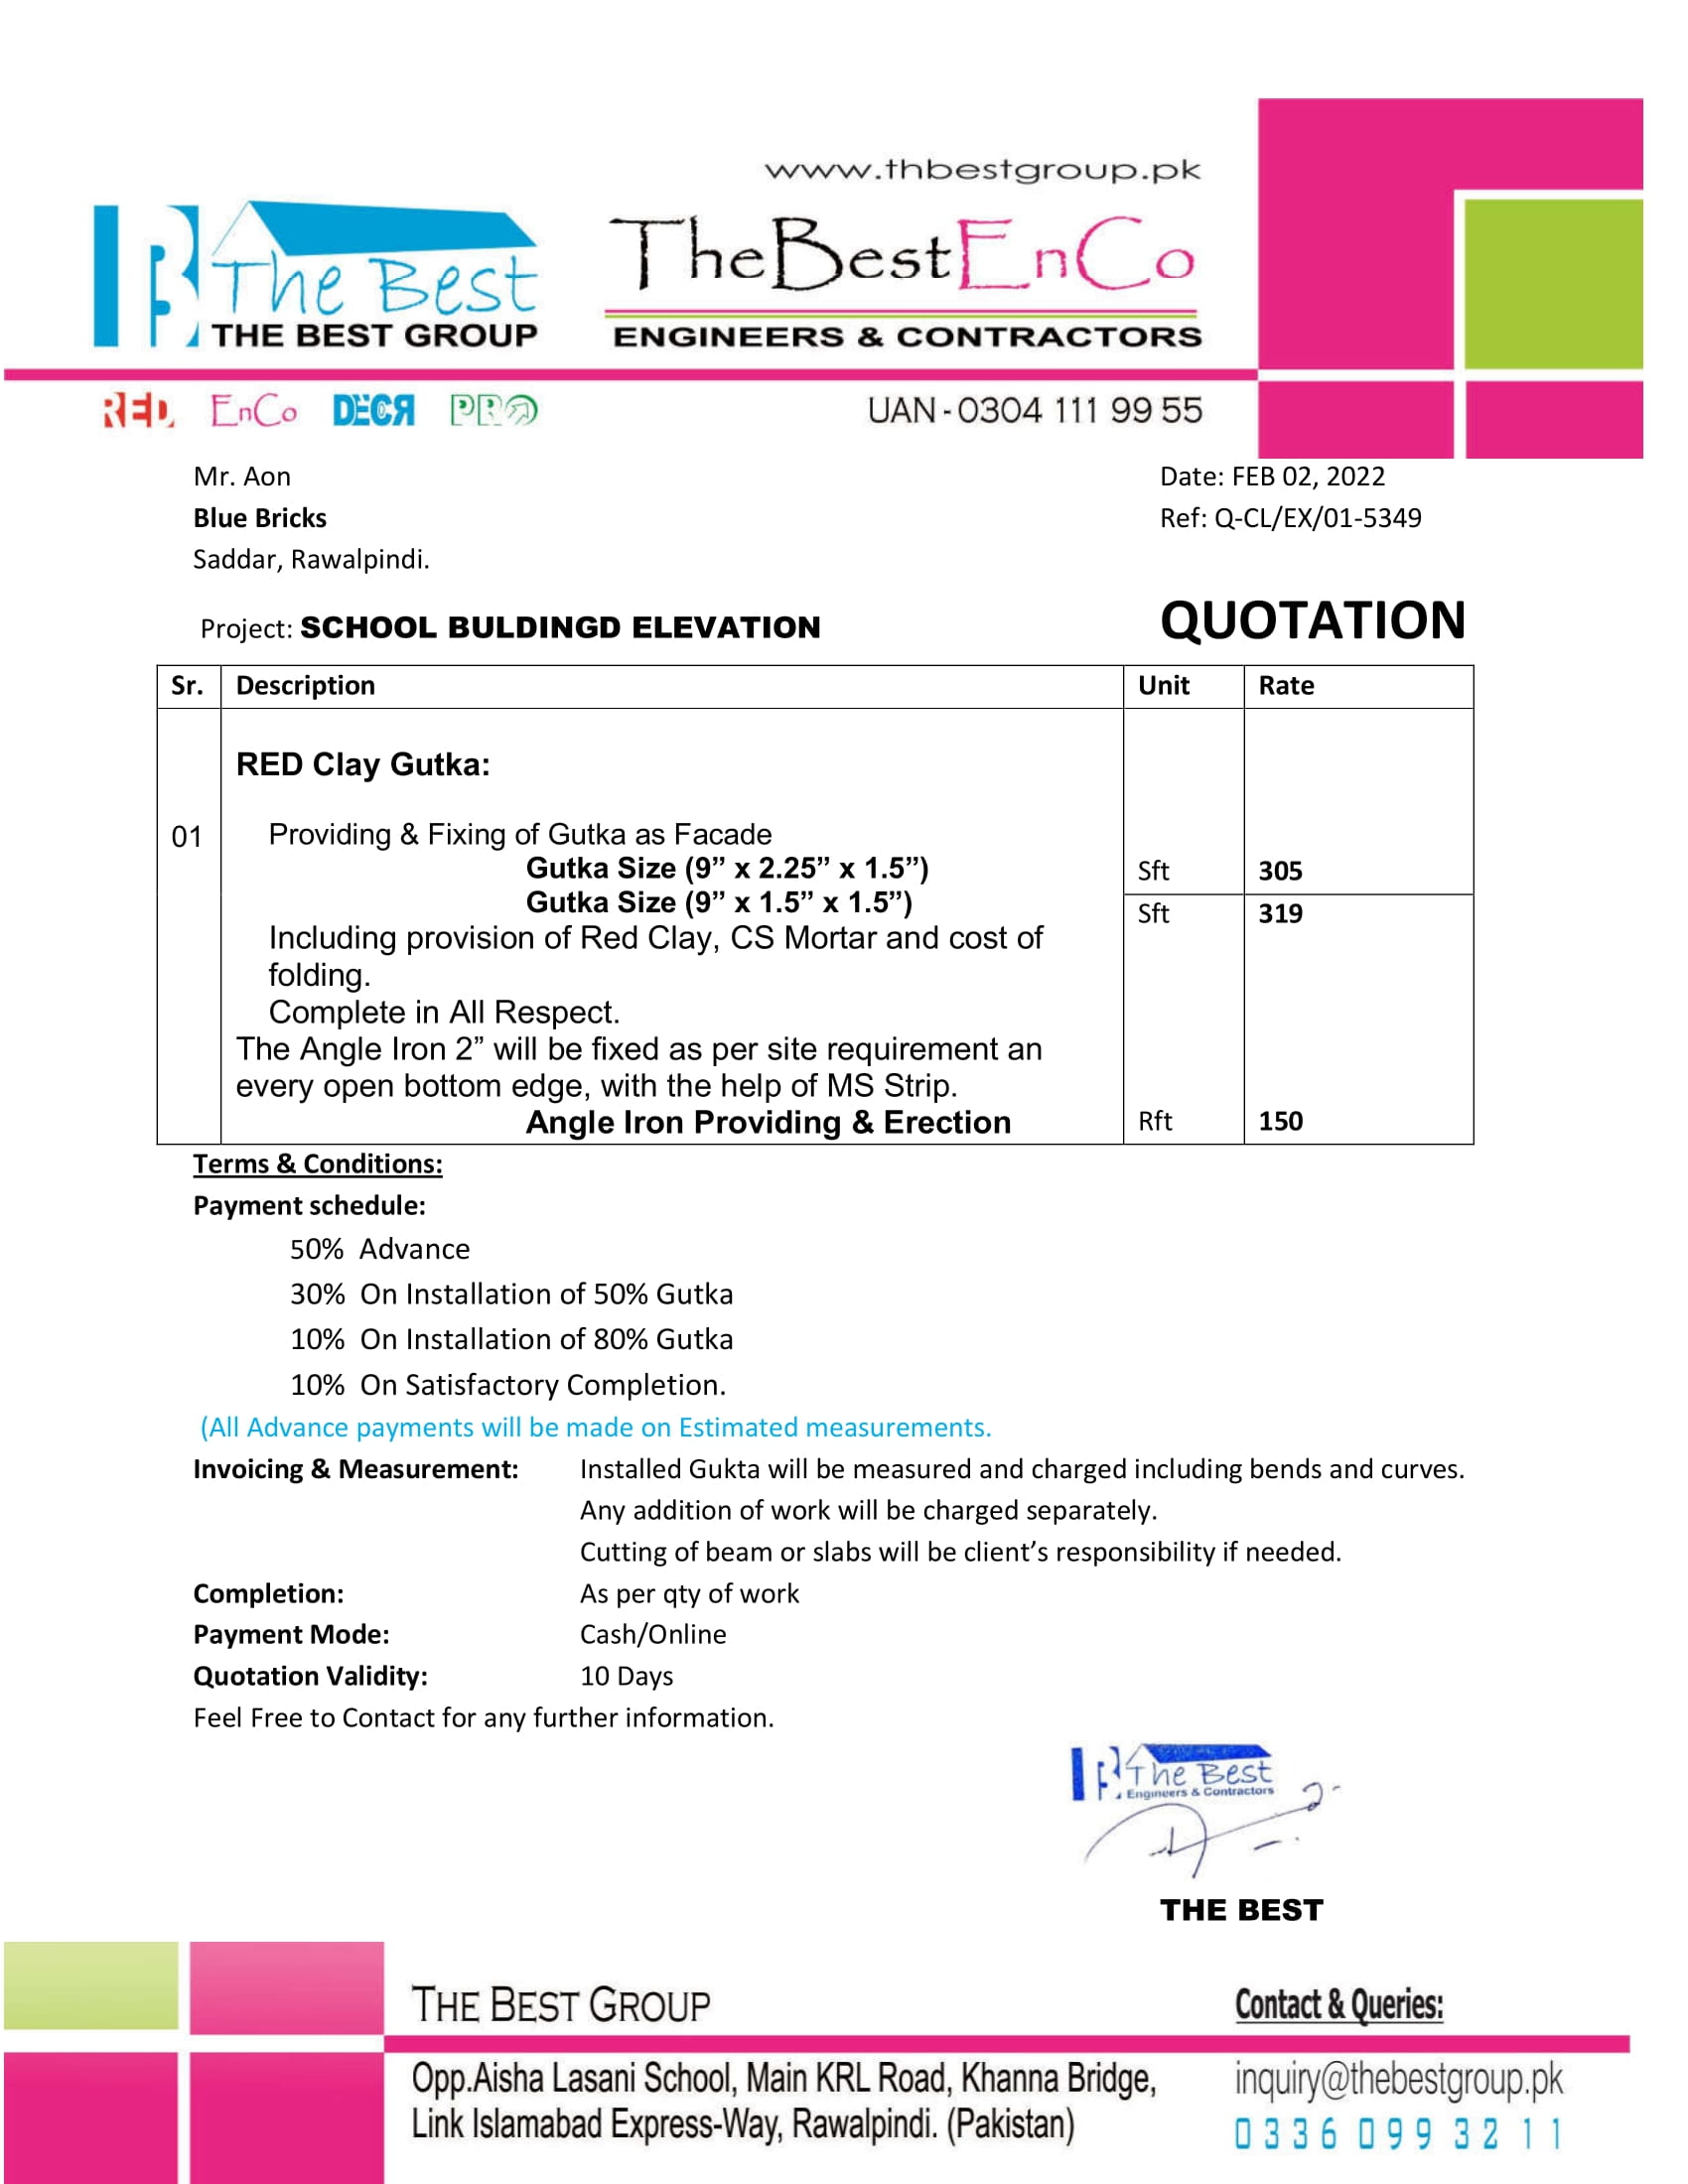 www.thbestgroup.pk
The Best
THE BEST GROUP
TheBestEnCo
ENGINEERS & CONTRACTORS
RED EnCo DECR PRO
UAN - 0304 111 99 55
Mr. Aon
Date: FEB 02, 2022
Blue Bricks
Ref: Q-CL/EX/01-5349
Saddar, Rawalpindi.
Project: SCHOOL BULDINGD ELEVATION
QUOTATION
Sr. Description Unit Rate
RED Clay Gutka:
01 Providing & Fixing of Gutka as Facade
Gutka Size (9” x 2.25” x 1.5”) Sft 305
Gutka Size (9” x 1.5” x 1.5”) Sft 319
Including provision of Red Clay, CS Mortar and cost of
folding.
Complete in All Respect.
The Angle Iron 2” will be fixed as per site requirement an
every open bottom edge, with the help of MS Strip.
Angle Iron Providing & Erection Rft 150
Terms & Conditions:
Payment schedule:
50% Advance
30% On Installation of 50% Gutka
10% On Installation of 80% Gutka
10% On Satisfactory Completion.
(All Advance payments will be made on Estimated measurements.
Invoicing & Measurement: Installed Gukta will be measured and charged including bends and curves.
Any addition of work will be charged separately.
Cutting of beam or slabs will be client’s responsibility if needed.
Completion: As per qty of work
Payment Mode: Cash/Online
Quotation Validity: 10 Days
Feel Free to Contact for any further information.
The Best
Engineers & Contractors
THE BEST
THE BEST GROUP
Contact & Queries:
Opp.Aisha Lasani School, Main KRL Road, Khanna Bridge,
Link Islamabad Express-Way, Rawalpindi. (Pakistan)
inquiry@thebestgroup.pk
0336 099 32 11